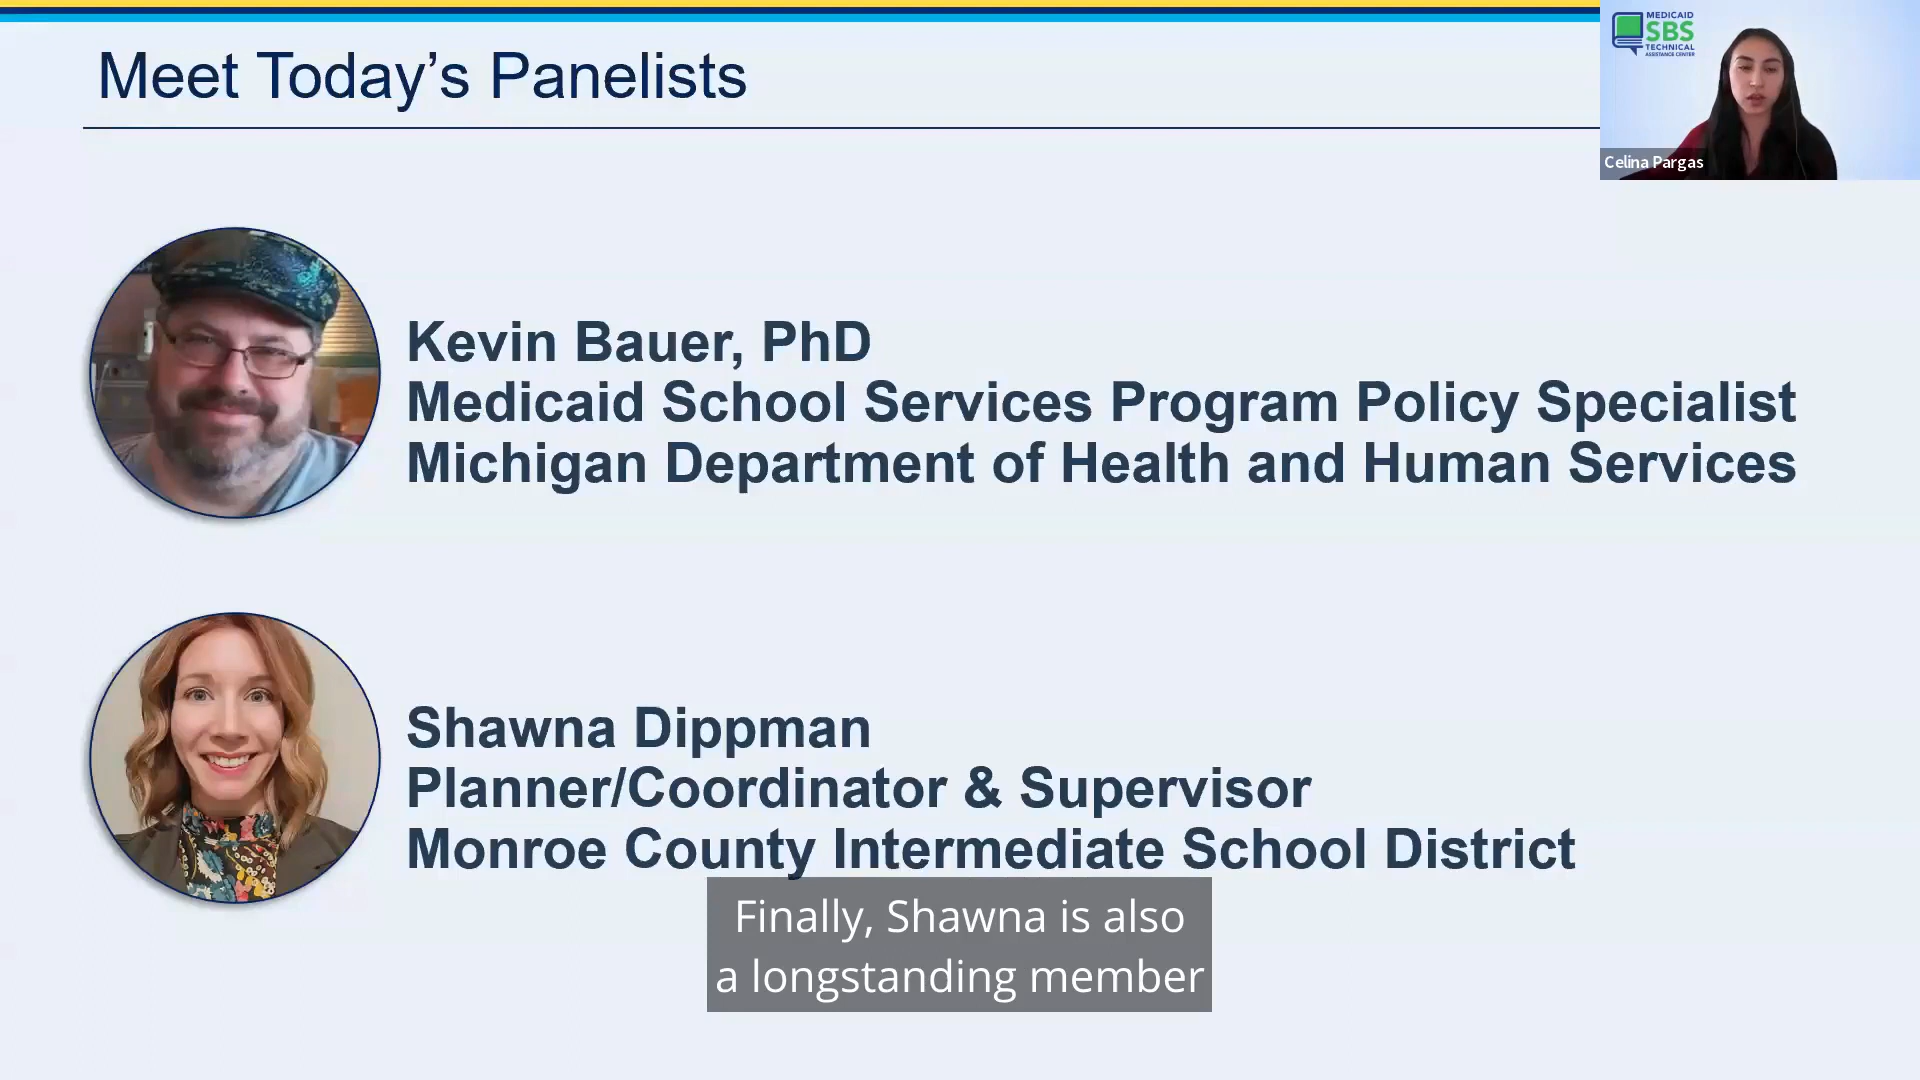 Meet Today’s Panelists
MEDICAID
SBS
TECHNICAL
ASSISTANCE CENTER
Celina Pargas
Kevin Bauer, PhD
Medicaid School Services Program Policy Specialist
Michigan Department of Health and Human Services
Shawna Dippman
Planner/Coordinator & Supervisor
Monroe County Intermediate School District
Finally, Shawna is also
a longstanding member